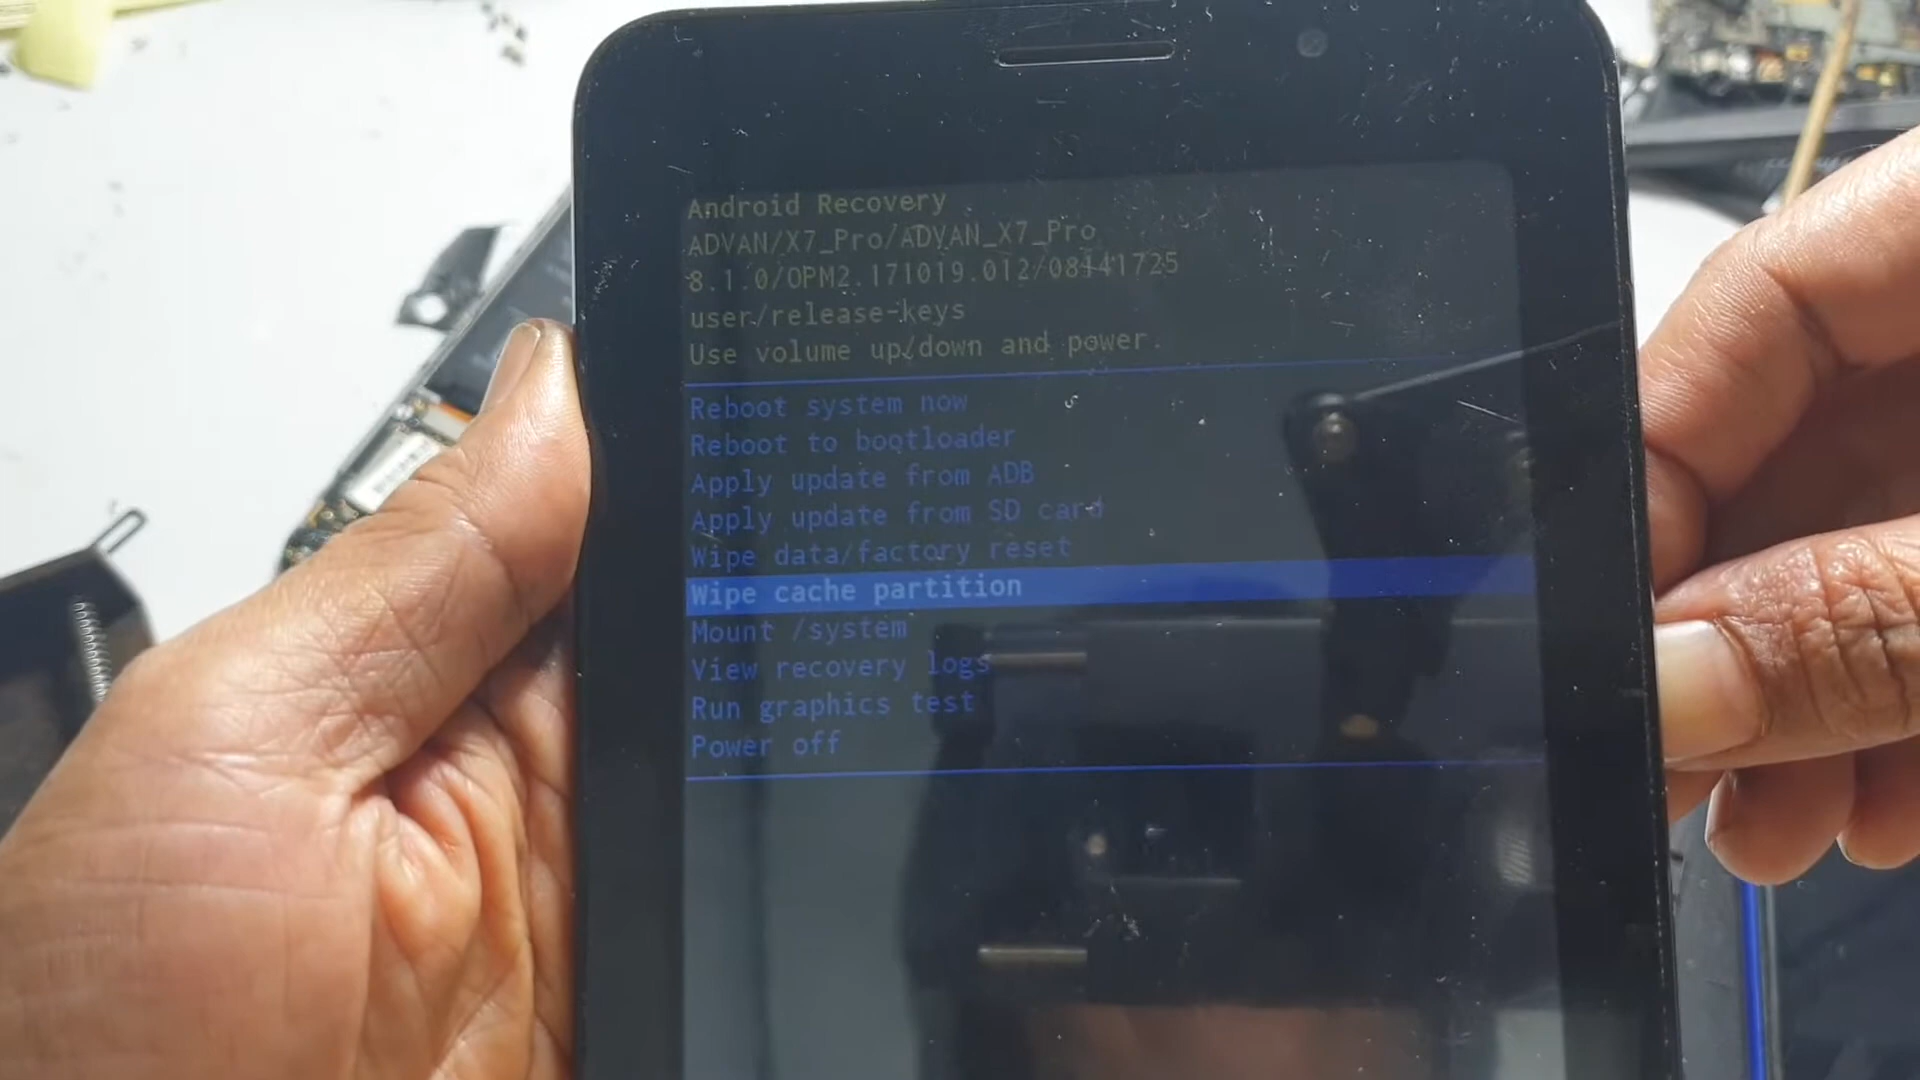 Android Recovery
ADVAN/X7_Pro/ADVAN_X7_Pro
8.1.0/OPM2.171019.012/08141725
user/release-keys
Use volume up/down and power.
Reboot system now
Reboot to bootloader
Apply update from ADB
Apply update from SD card
Wipe data/factory reset
Wipe cache partition
Mount /system
View recovery logs
Run graphics test
Power off